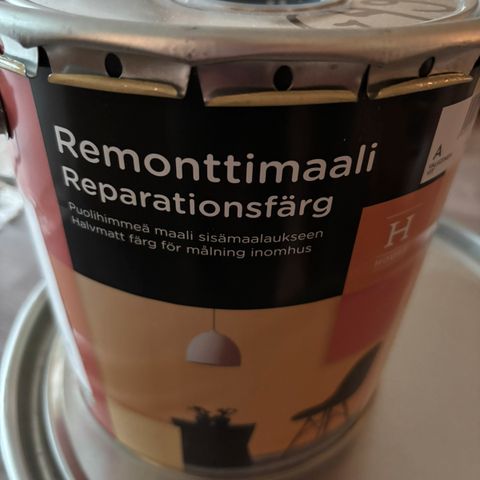 Remonttimaali
Reparationsfärg
Puolihimmeä maali sisämaalaukseen
Halvmatt färg för målning inomhus
A
H